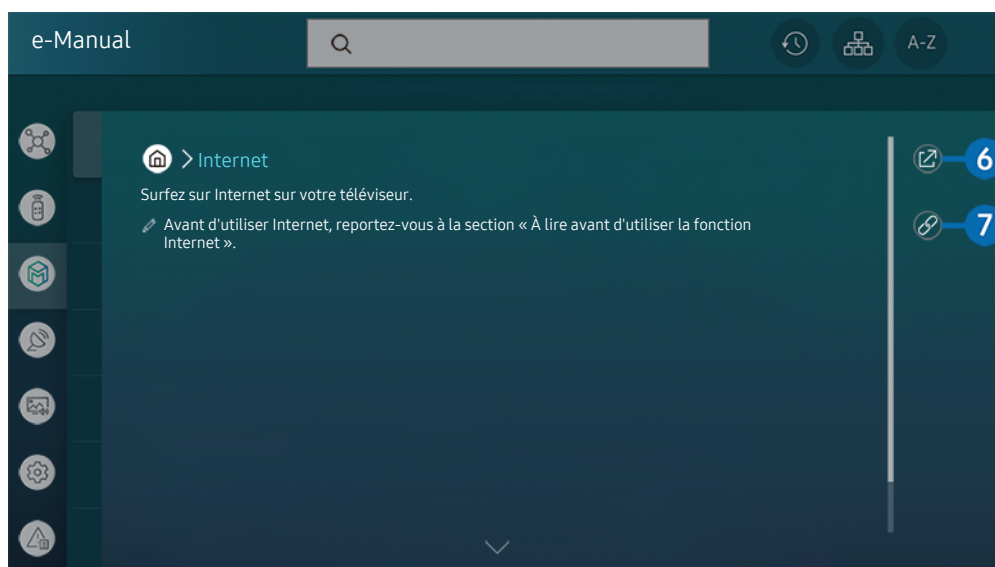 e-Manual
A-Z
Internet
6
Surfez sur Internet sur votre téléviseur.
Avant d'utiliser Internet, reportez-vous à la section « À lire avant d'utiliser la fonction
Internet ».
7